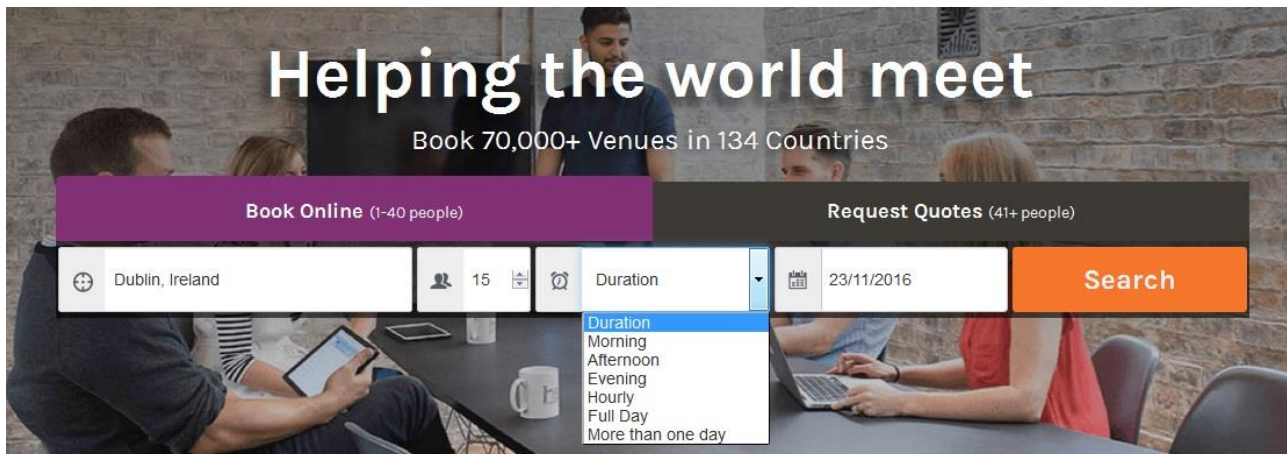 Helping the world meet
Book 70,000+ Venues in 134 Countries
Book Online (1-40 people)
Request Quotes (41+ people)
Dublin, Ireland
15
Duration
23/11/2016
Search
Duration
Morning
Afternoon
Evening
Hourly
Full Day
More than one day